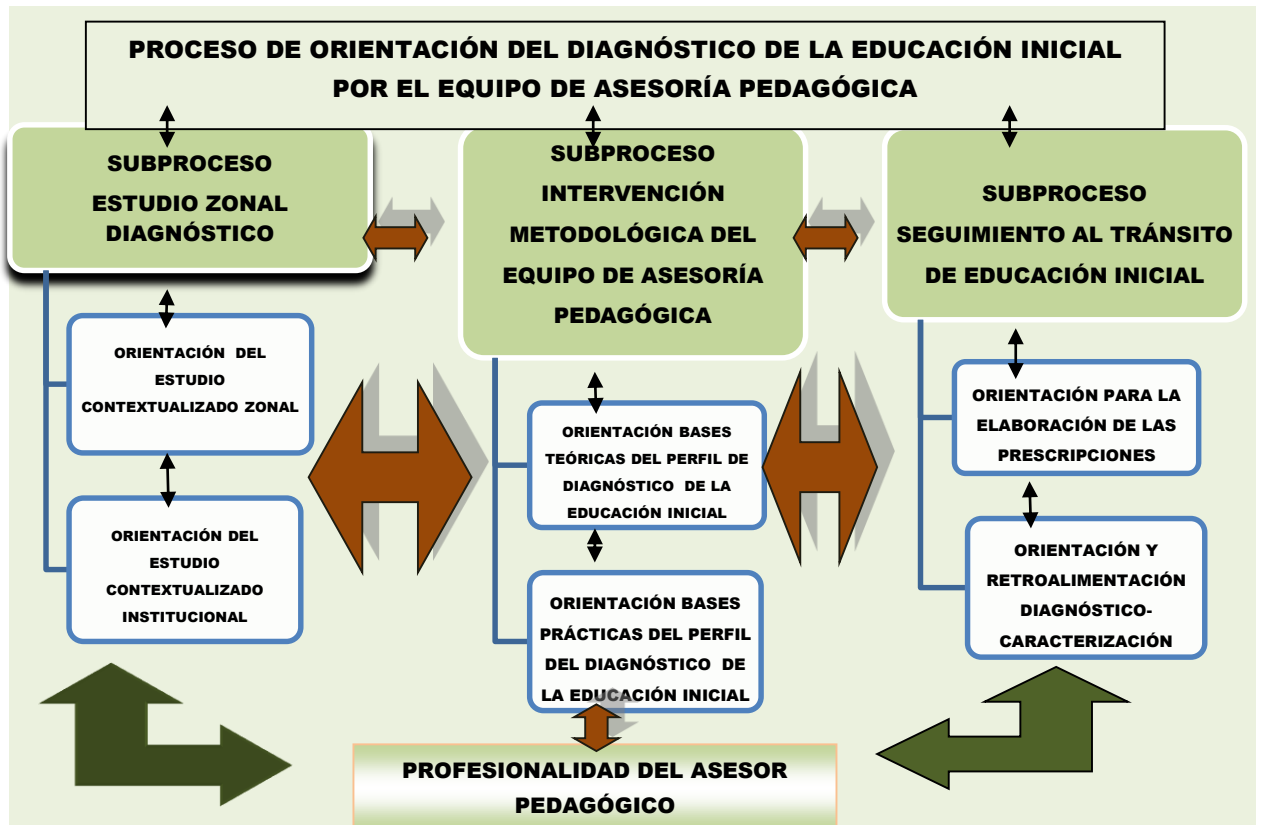 PROCESO DE ORIENTACIÓN DEL DIAGNÓSTICO DE LA EDUCACIÓN INICIAL
POR EL EQUIPO DE ASESORÍA PEDAGÓGICA
SUBPROCESO
ESTUDIO ZONAL
DIAGNÓSTICO
ORIENTACIÓN DEL
ESTUDIO
CONTEXTUALIZADO ZONAL
ORIENTACIÓN DEL
ESTUDIO
CONTEXTUALIZADO
INSTITUCIONAL
SUBPROCESO
INTERVENCIÓN
METODOLÓGICA DEL
EQUIPO DE ASESORÍA
PEDAGÓGICA
ORIENTACIÓN BASES
TEÓRICAS DEL PERFIL DE
DIAGNÓSTICO DE LA
EDUCACIÓN INICIAL
ORIENTACIÓN BASES
PRÁCTICAS DEL PERFIL
DEL DIAGNÓSTICO DE
LA EDUCACIÓN INICIAL
SUBPROCESO
SEGUIMIENTO AL TRÁNSITO
DE EDUCACIÓN INICIAL
ORIENTACIÓN PARA LA
ELABORACIÓN DE LAS
PRESCRIPCIONES
ORIENTACIÓN Y
RETROALIMENTACIÓN
DIAGNÓSTICO-
CARACTERIZACIÓN
PROFESIONALIDAD DEL ASESOR
PEDAGÓGICO